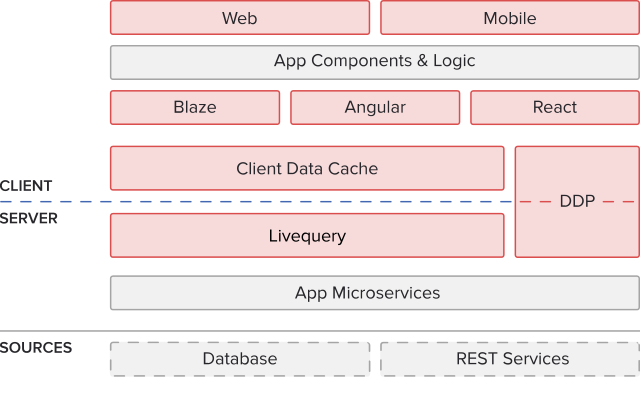 Web
Mobile
App Components & Logic
Blaze
Angular
React
Client Data Cache
CLIENT
DDP
SERVER
Livequery
App Microservices
SOURCES
Database
REST Services